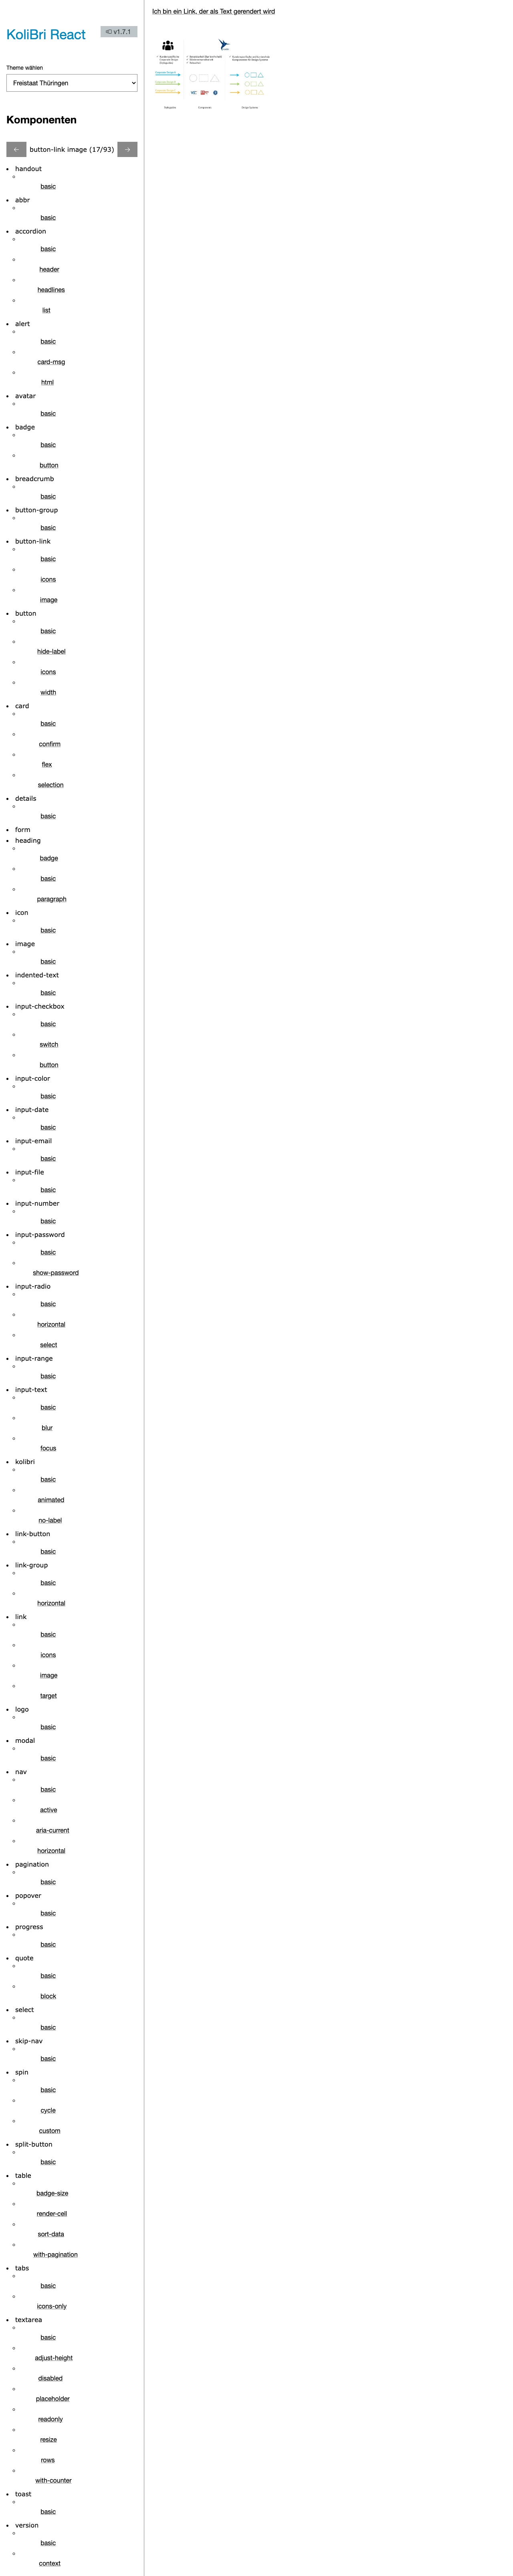 KoliBri React
v1.7.1
Theme wählen
Freistaat Thüringen
Komponenten
← button-link image (17/93) →
handout
basic
abbr
basic
accordion
basic
header
headlines
list
alert
basic
card-msg
html
avatar
basic
badge
basic
button
breadcrumb
basic
button-group
basic
button-link
basic
icons
image
button
basic
hide-label
icons
width
card
basic
confirm
flex
selection
details
basic
form
heading
badge
basic
paragraph
icon
basic
image
basic
indented-text
basic
input-checkbox
basic
switch
button
input-color
basic
input-date
basic
input-email
basic
input-file
basic
input-number
basic
input-password
basic
show-password
input-radio
basic
horizontal
select
input-range
basic
input-text
basic
blur
focus
kolibri
basic
animated
no-label
link-button
basic
link-group
basic
horizontal
link
basic
icons
image
target
logo
basic
modal
basic
nav
basic
active
aria-current
horizontal
pagination
basic
popover
basic
progress
basic
quote
basic
block
select
basic
skip-nav
basic
spin
basic
cycle
custom
split-button
basic
table
badge-size
render-cell
sort-data
with-pagination
tabs
basic
icons-only
textarea
basic
adjust-height
disabled
placeholder
readonly
resize
rows
with-counter
toast
basic
version
basic
context
Ich bin ein Link, der als Text gerendert wird